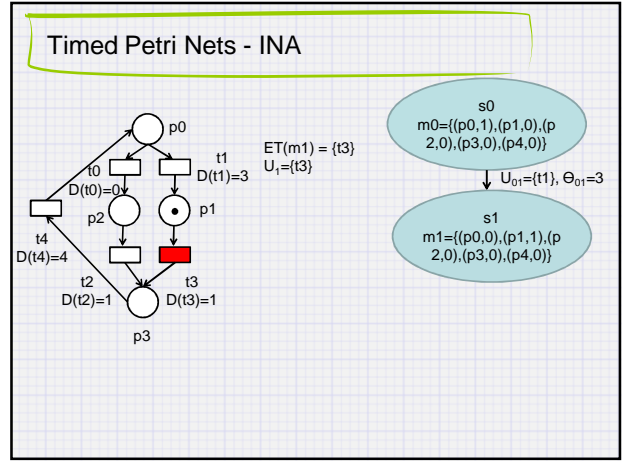 Timed Petri Nets - INA
p0
t0
D(t0)=0
t1
D(t1)=3
p2
p1
t4
D(t4)=4
t2
D(t2)=1
t3
D(t3)=1
p3
ET(m1) = {t3}
U1={t3}
s0
m0={(p0,1),(p1,0),(p
2,0),(p3,0),(p4,0)}
U01={t1}, Θ01=3
s1
m1={(p0,0),(p1,1),(p
2,0),(p3,0),(p4,0)}